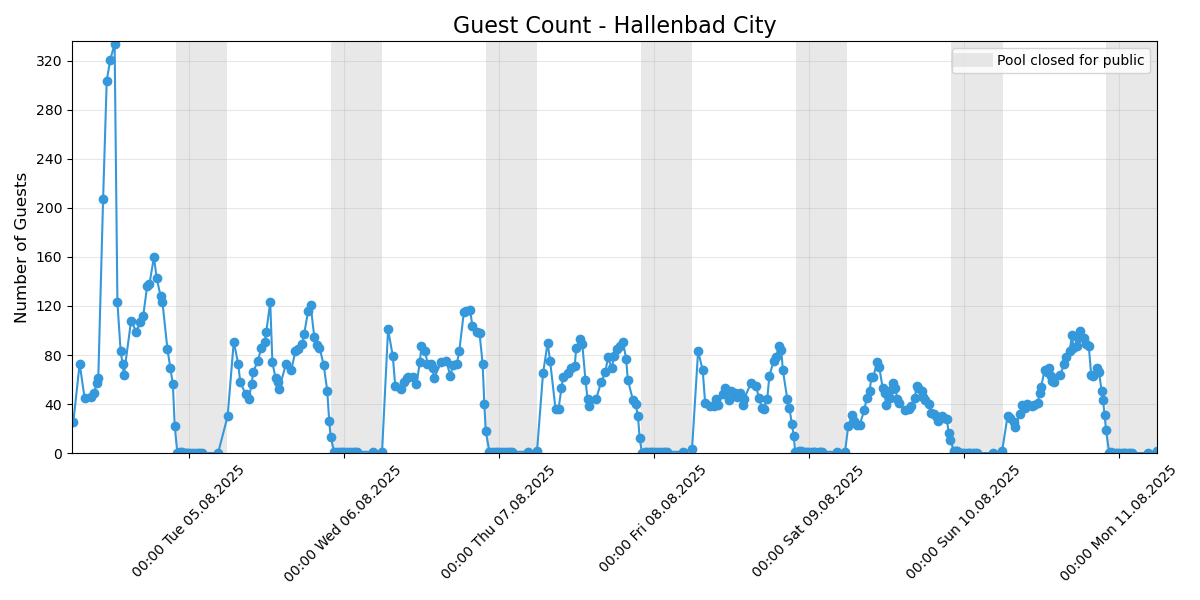 Guest Count - Hallenbad City
Pool closed for public
Number of Guests
320
280
240
200
160
120
80
40
0
00:00 Tue 05.08.2025
00:00 Wed 06.08.2025
00:00 Thu 07.08.2025
00:00 Fri 08.08.2025
00:00 Sat 09.08.2025
00:00 Sun 10.08.2025
00:00 Mon 11.08.2025